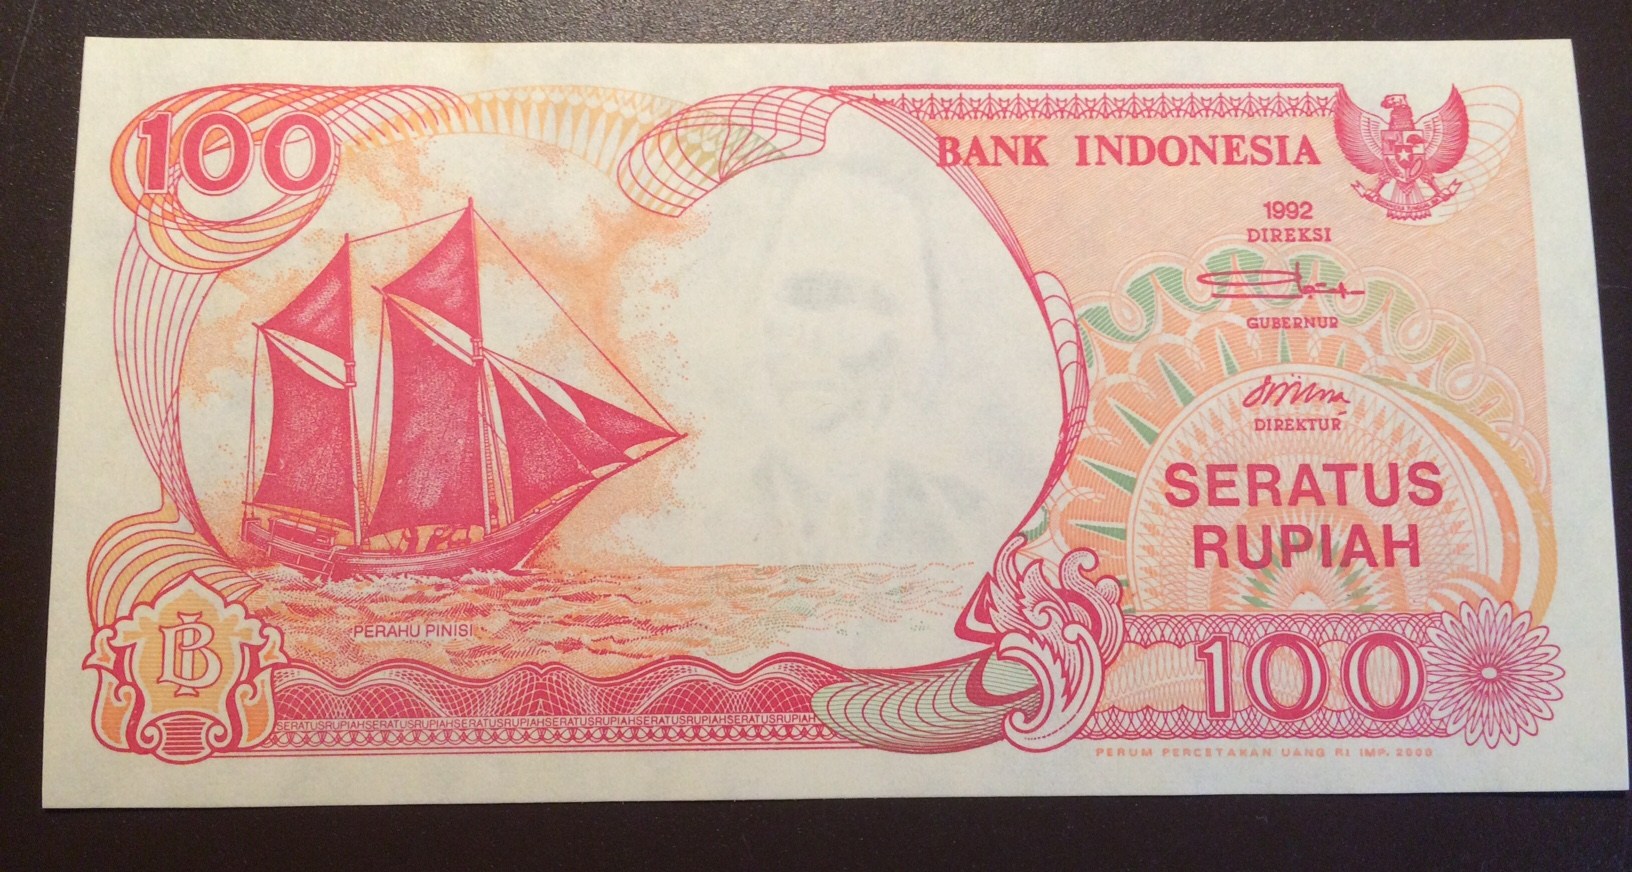 100
BANK INDONESIA
1992
DIREKSI
GUBERNUR
DIREKTUR
SERATUS
RUPIAH
PERAHU PINISI
SERATUSRUPIAHSERATUSRUPIAHSERATUSRUPIAHSERATUSRUPIAHSERATUSRUPIAHSERATUSRUPIAH
100
PERUM PERCETAKAN UANG RI IMP. 2000